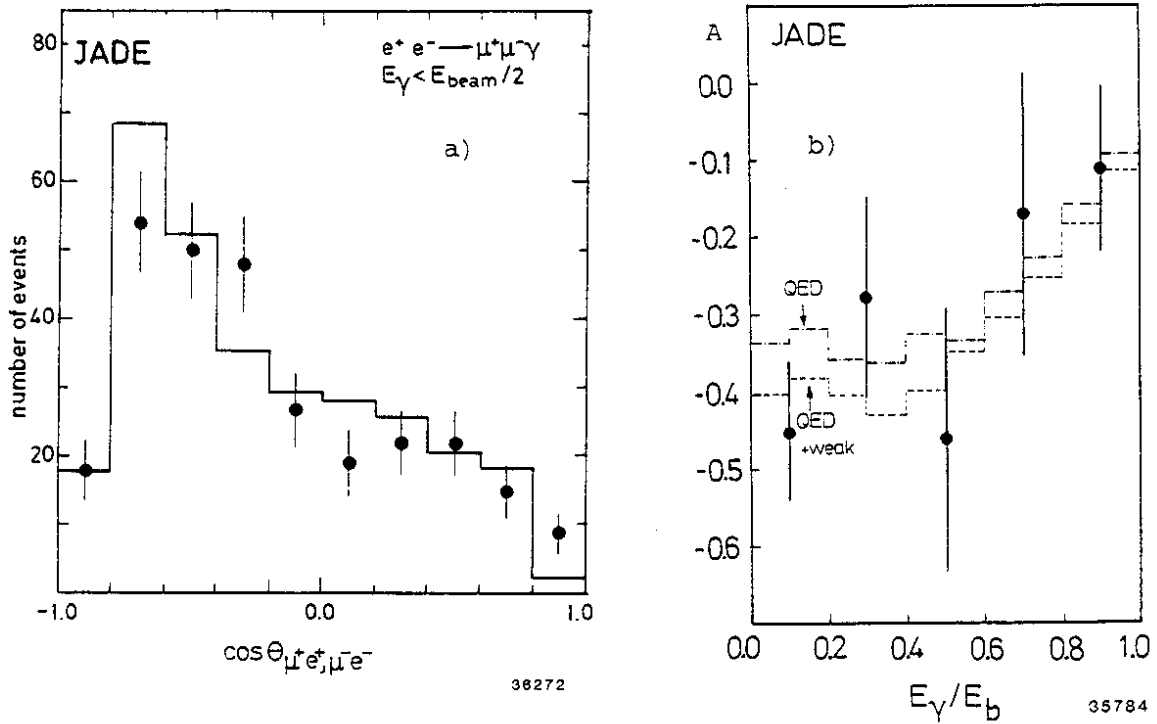 80
JADE
e⁺ e⁻ — μ⁺μ⁻γ
E_γ < E_beam/2
a)
60
40
20
number of events
-1.0
0.0
1.0
cosθ_μ⁺e⁺,μ⁻e⁻
36272
A
JADE
0.0
-0.1
-0.2
-0.3
-0.4
-0.5
-0.6
b)
QED
QED
+weak
0.0
0.2
0.4
0.6
0.8
1.0
E_γ/E_b
35784